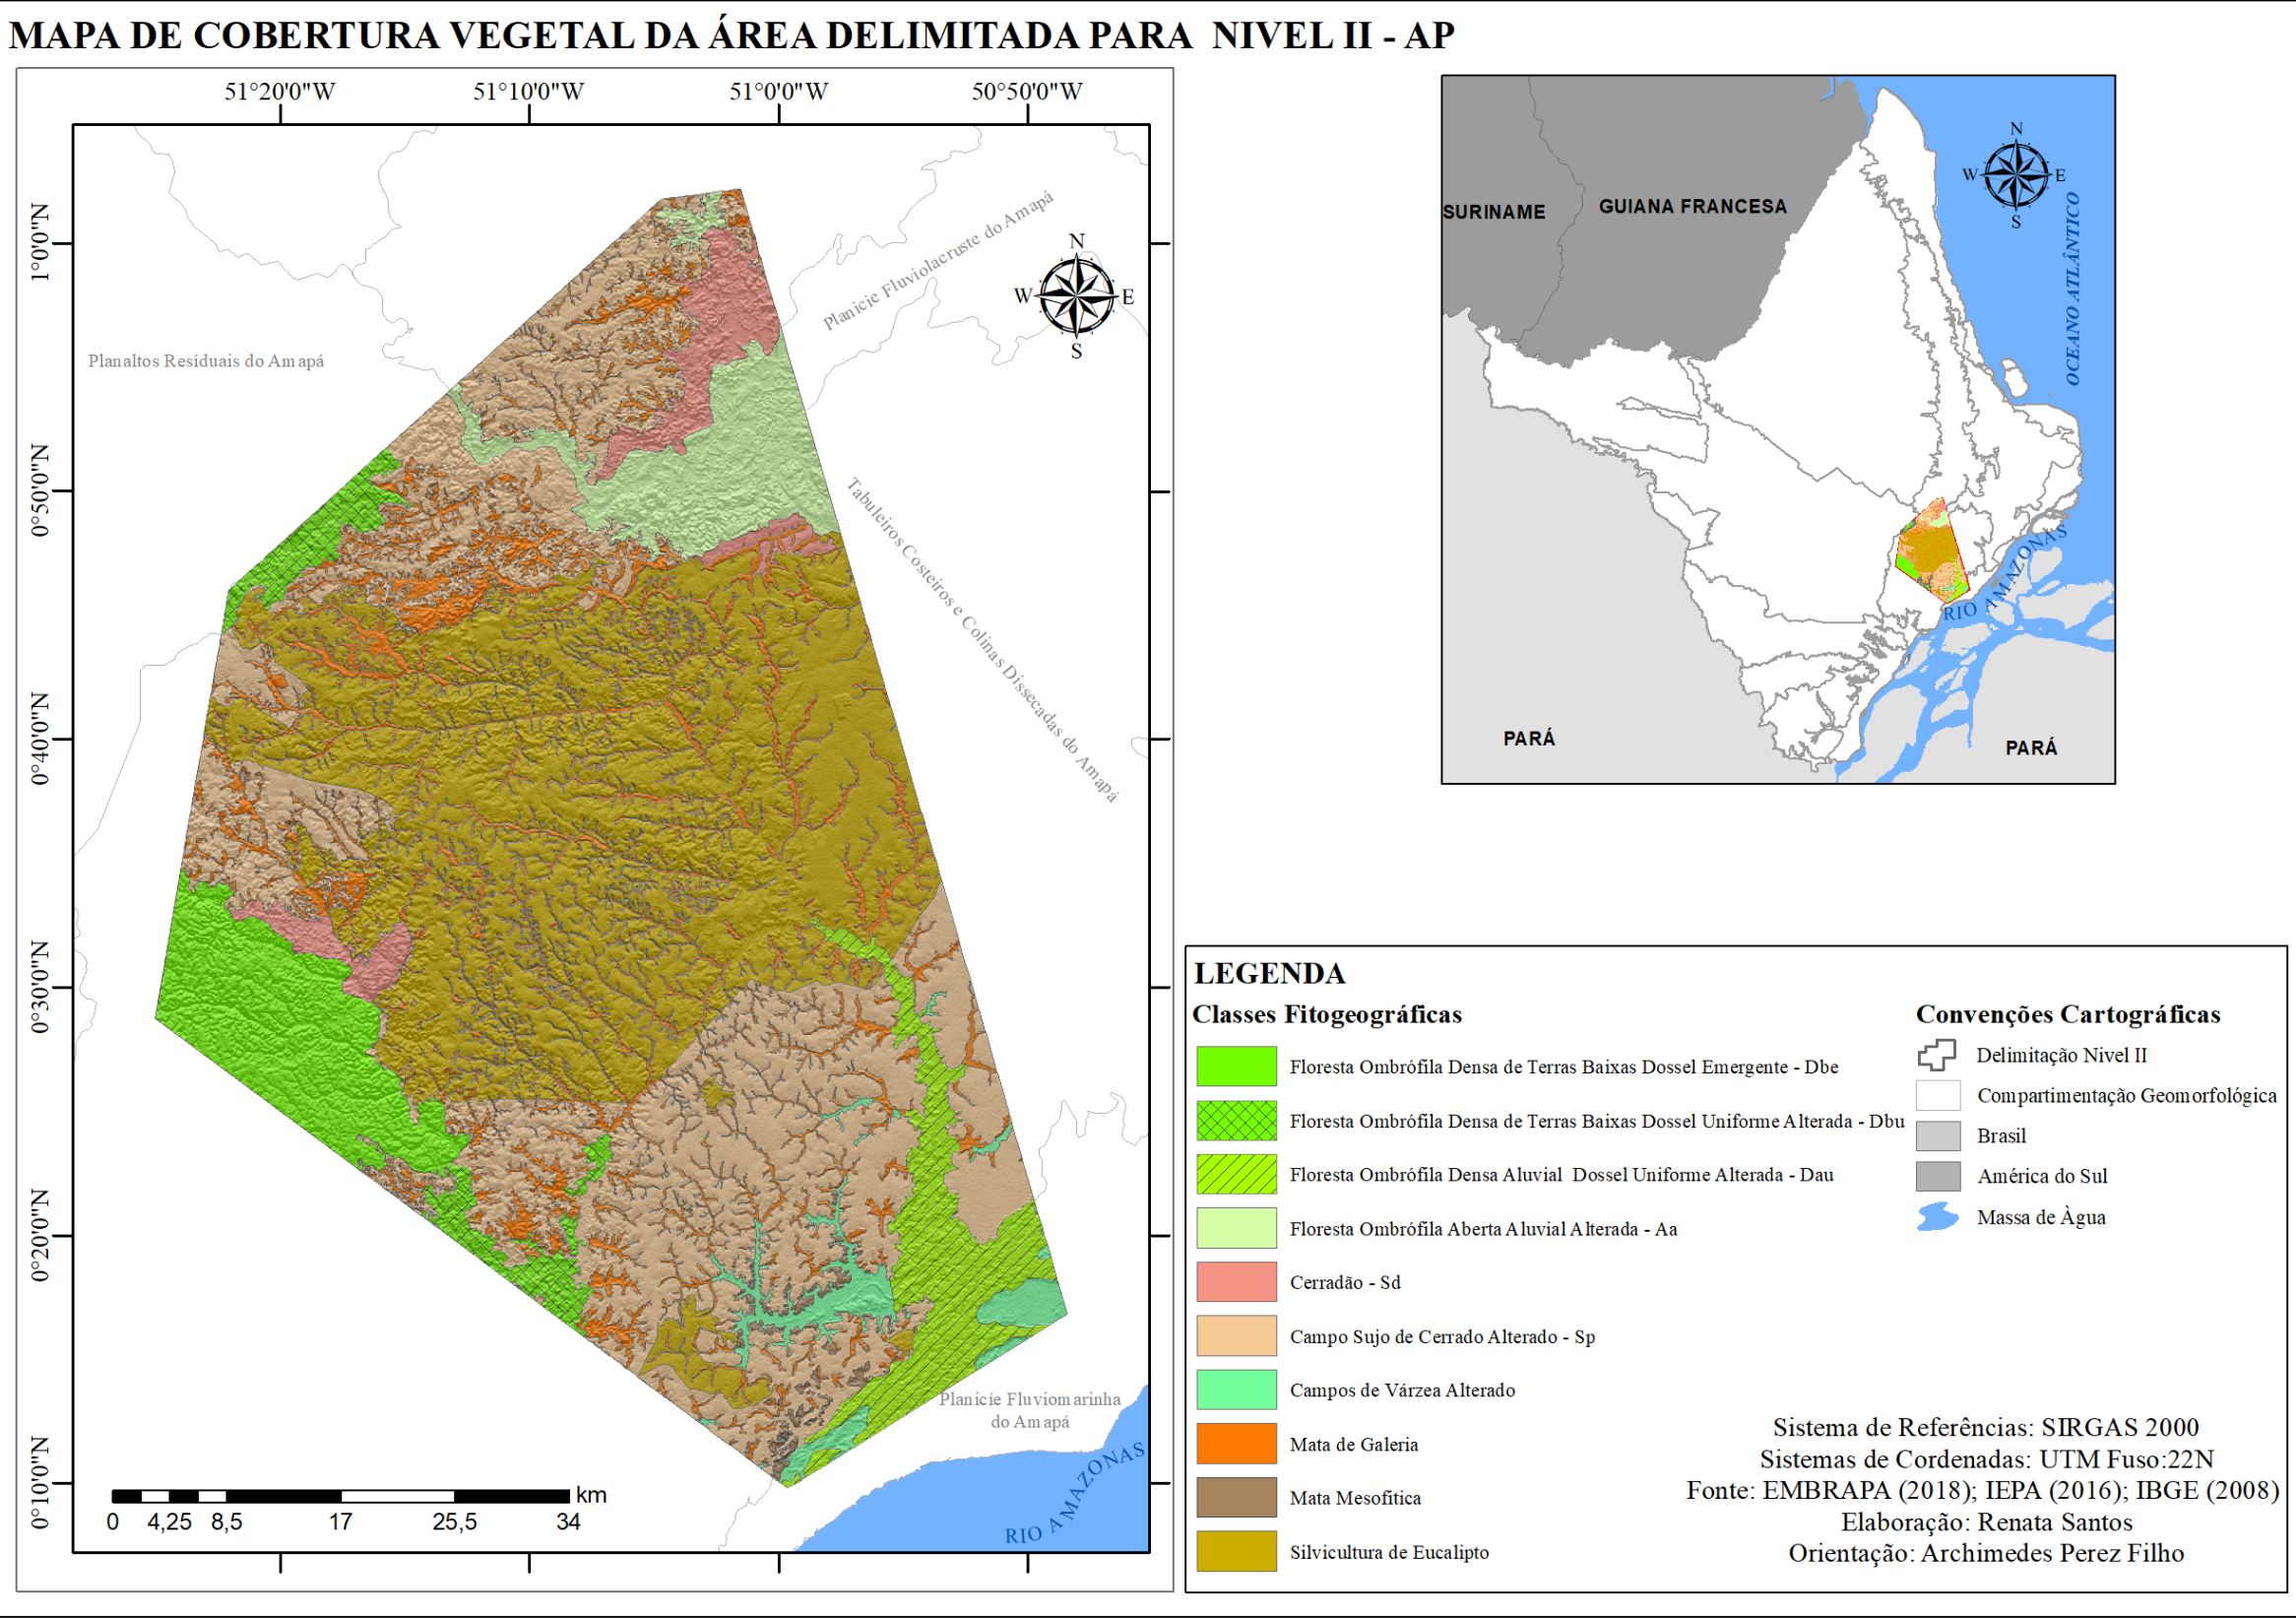 MAPA DE COBERTURA VEGETAL DA ÁREA DELIMITADA PARA NIVEL II - AP
51°20'0"W 51°10'0"W 51°0'0"W 50°50'0"W
1°0'0"N
0°50'0"N
0°40'0"N
0°30'0"N
0°20'0"N
0°10'0"N
Planaltos Resíduais do Amapá
Planicie Fluviolacruste do Amapá
Tabuleiros Costeiros e Colinas Dissecadas do Amapá
Planicíe Fluviomarinha
do Amapá
RIO AMAZONAS
N
W E
S
km
0 4,25 8,5 17 25,5 34
SURINAME
GUIANA FRANCESA
N
W E
S
OCEANO ATLÂNTICO
RIO AMAZONAS
PARÁ
PARÁ
LEGENDA
Classes Fitogeográficas
Floresta Ombrófila Densa de Terras Baixas Dossel Emergente - Dbe
Floresta Ombrófila Densa de Terras Baixas Dossel Uniforme Alterada - Dbu
Floresta Ombrófila Densa Aluvial Dossel Uniforme Alterada - Dau
Floresta Ombrófila Aberta Aluvial Alterada - Aa
Cerradão - Sd
Campo Sujo de Cerrado Alterado - Sp
Campos de Várzea Alterado
Mata de Galeria
Mata Mesofítica
Silvicultura de Eucalipto
Convenções Cartográficas
Delimitação Nivel II
Compartimentação Geomorfológica
Brasil
América do Sul
Massa de Àgua
Sistema de Referências: SIRGAS 2000
Sistemas de Cordenadas: UTM Fuso:22N
Fonte: EMBRAPA (2018); IEPA (2016); IBGE (2008)
Elaboração: Renata Santos
Orientação: Archimedes Perez Filho